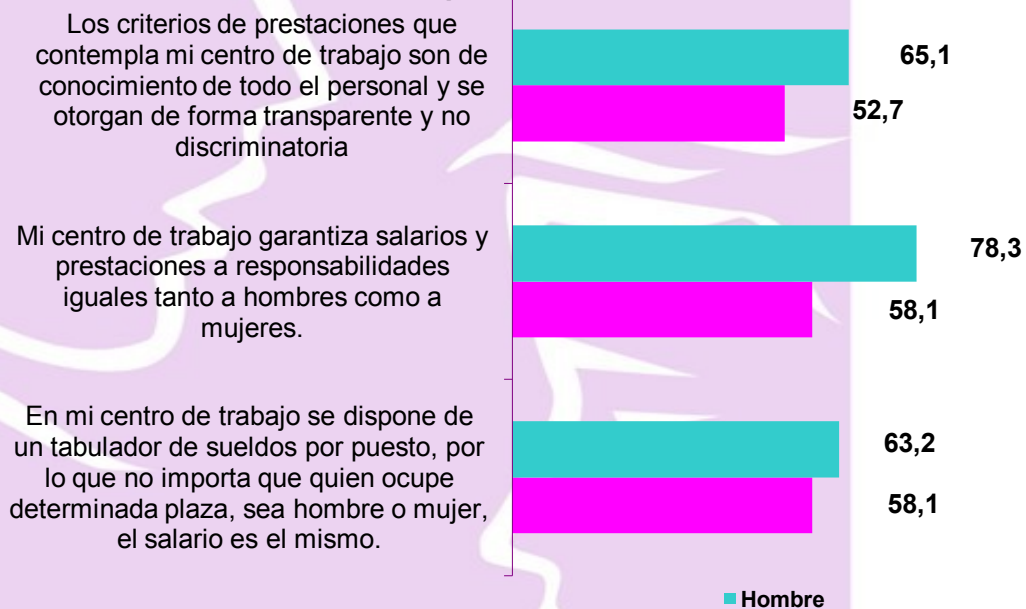 Los criterios de prestaciones que
contempla mi centro de trabajo son de
conocimiento de todo el personal y se
otorgan de forma transparente y no
discriminatoria
65,1
52,7
Mi centro de trabajo garantiza salarios y
prestaciones a responsabilidades
iguales tanto a hombres como a
mujeres.
78,3
58,1
En mi centro de trabajo se dispone de
un tabulador de sueldos por puesto, por
lo que no importa que quien ocupe
determinada plaza, sea hombre o mujer,
el salario es el mismo.
63,2
58,1
Hombre